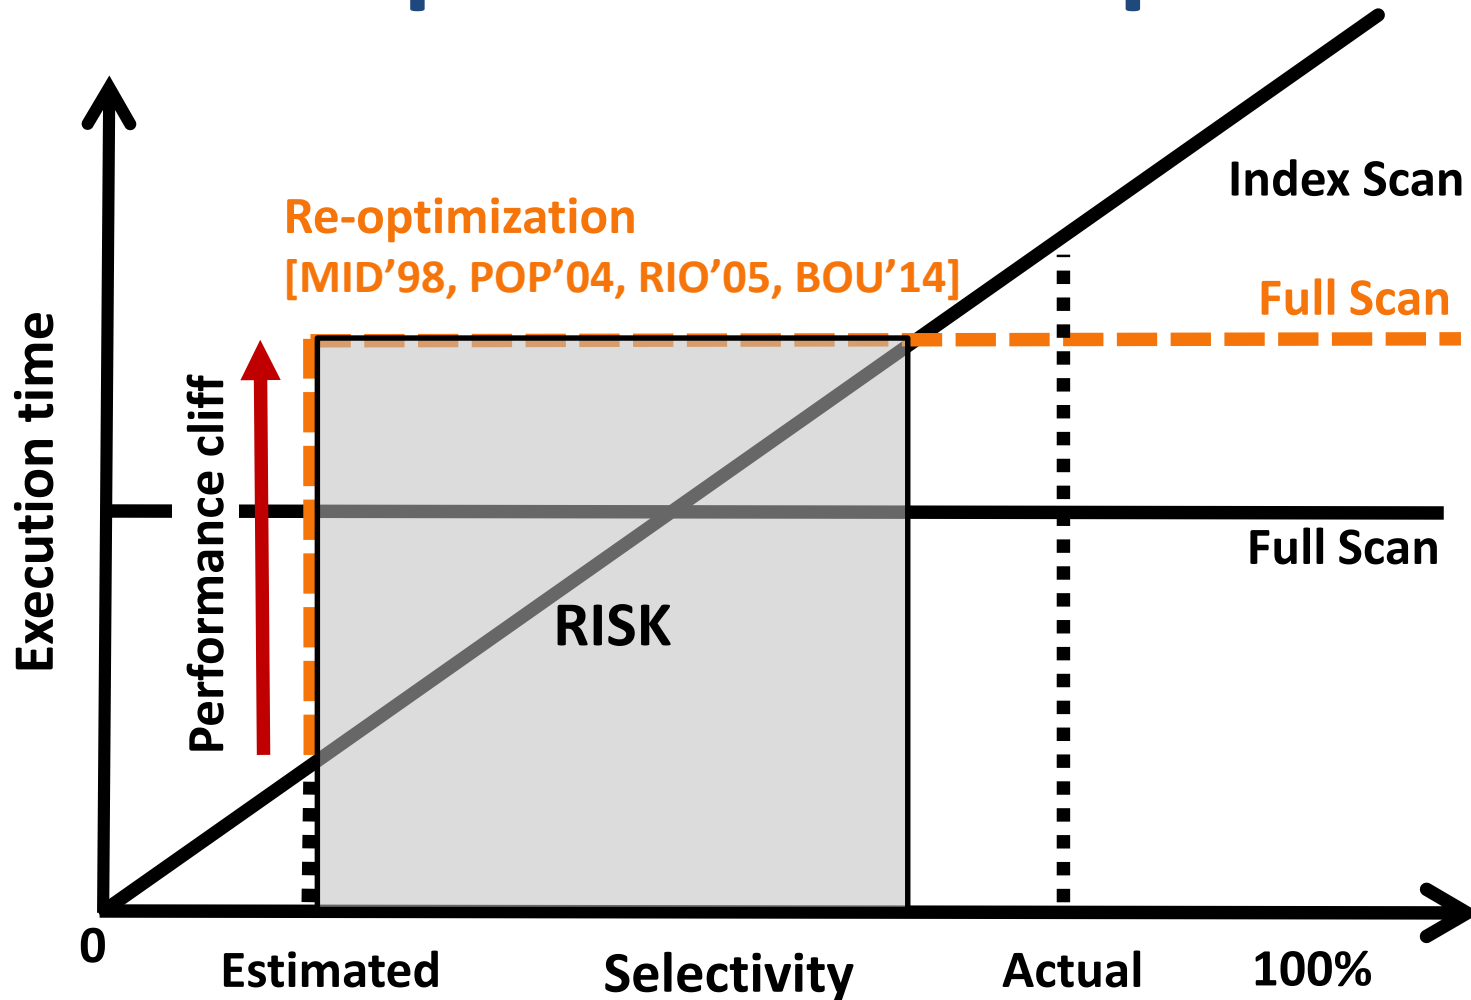 Index Scan
Re-optimization
[MID’98, POP’04, RIO’05, BOU’14]
Full Scan
Execution time
Performance cliff
Full Scan
RISK
0
Estimated
Selectivity
Actual
100%